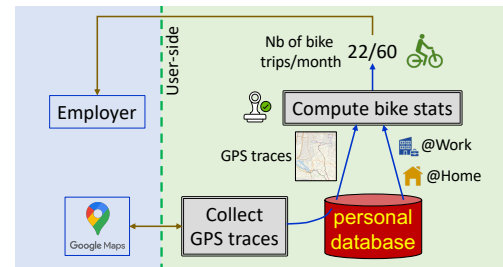 User-side
Nb of bike
trips/month
22/60
Employer
Compute bike stats
GPS traces
@Work
@Home
Google Maps
Collect
GPS traces
personal
database